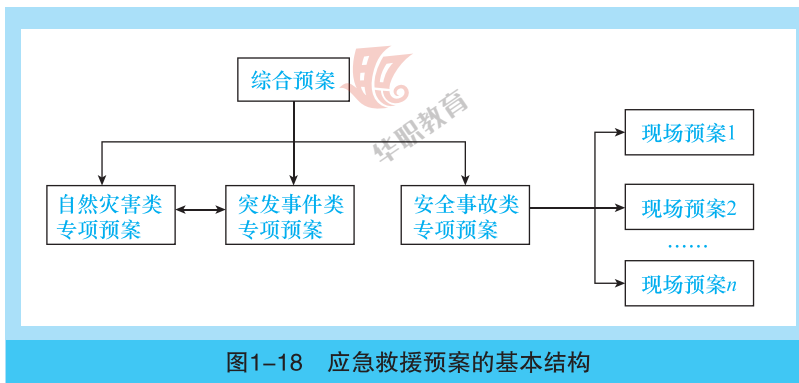 综合预案
华职教育
现场预案1
自然灾害类
专项预案
突发事件类
专项预案
安全事故类
专项预案
现场预案2
……
现场预案n
图1-18 应急救援预案的基本结构